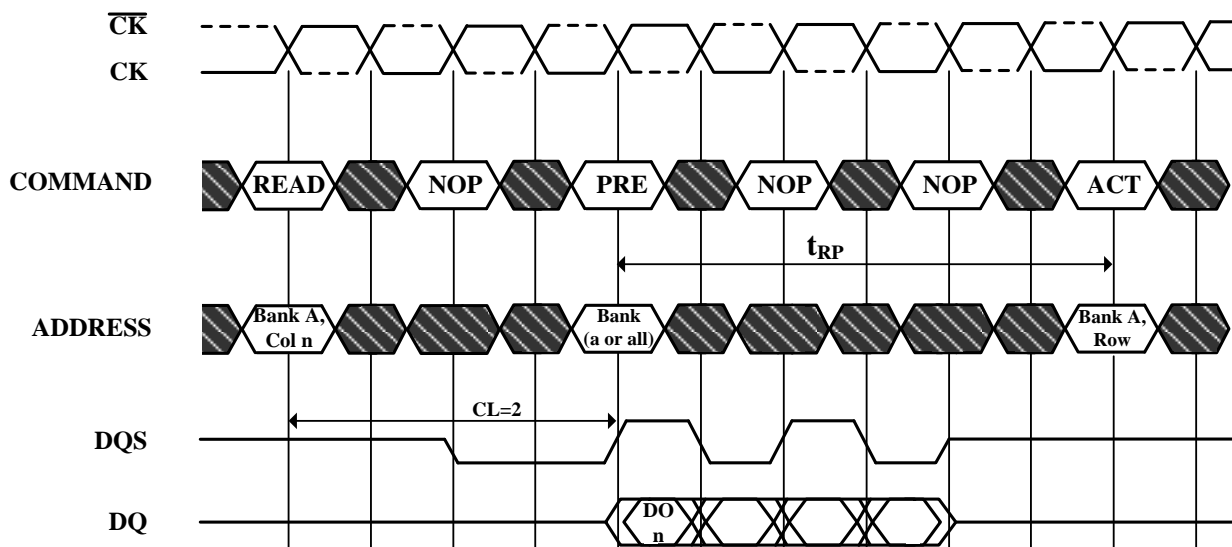 CK
CK
COMMAND
READ
NOP
PRE
NOP
NOP
ACT
tRP
ADDRESS
Bank A,
Col n
Bank
(a or all)
Bank A,
Row
CL=2
DQS
DQ
DO
n